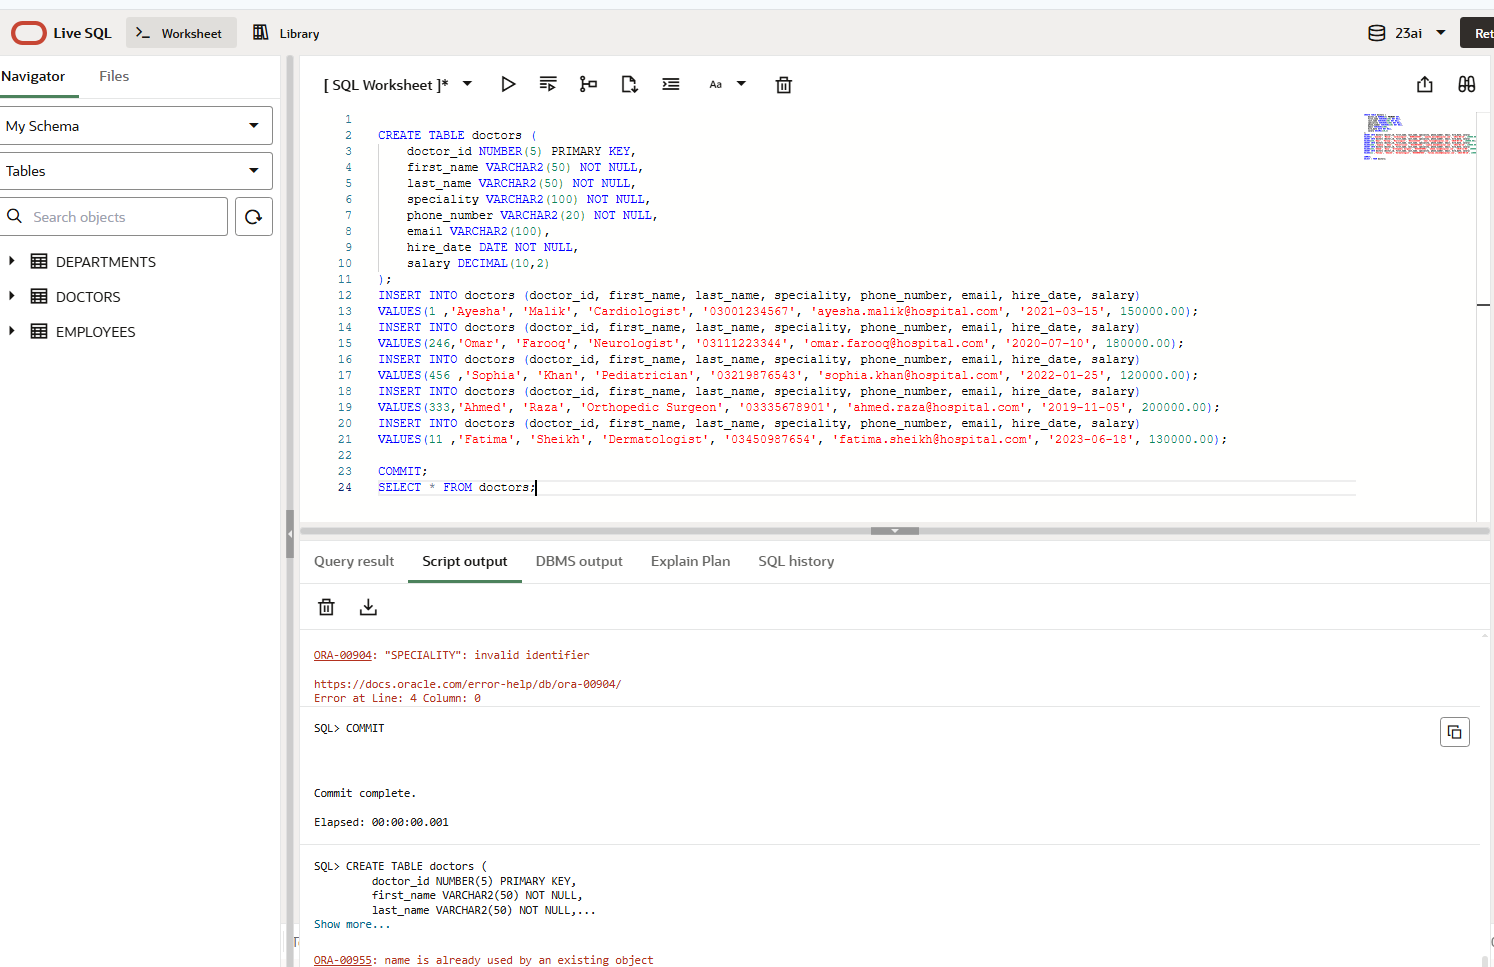 Live SQL
Worksheet
Library
23ai
Navigator
Files
My Schema
Tables
Search objects
DEPARTMENTS
DOCTORS
EMPLOYEES
[ SQL Worksheet ]*
Aa
1
2 CREATE TABLE doctors (
3 doctor_id NUMBER(5) PRIMARY KEY,
4 first_name VARCHAR2(50) NOT NULL,
5 last_name VARCHAR2(50) NOT NULL,
6 speciality VARCHAR2(100) NOT NULL,
7 phone_number VARCHAR2(20) NOT NULL,
8 email VARCHAR2(100),
9 hire_date DATE NOT NULL,
10 salary DECIMAL(10,2)
11 );
12 INSERT INTO doctors (doctor_id, first_name, last_name, speciality, phone_number, email, hire_date, salary)
13 VALUES(1 ,'Ayesha', 'Malik', 'Cardiologist', '03001234567', 'ayesha.malik@hospital.com', '2021-03-15', 150000.00);
14 INSERT INTO doctors (doctor_id, first_name, last_name, speciality, phone_number, email, hire_date, salary)
15 VALUES(246,'Omar', 'Farooq', 'Neurologist', '03111223344', 'omar.farooq@hospital.com', '2020-07-10', 180000.00);
16 INSERT INTO doctors (doctor_id, first_name, last_name, speciality, phone_number, email, hire_date, salary)
17 VALUES(456 ,'Sophia', 'Khan', 'Pediatrician', '03219876543', 'sophia.khan@hospital.com', '2022-01-25', 120000.00);
18 INSERT INTO doctors (doctor_id, first_name, last_name, speciality, phone_number, email, hire_date, salary)
19 VALUES(333,'Ahmed', 'Raza', 'Orthopedic Surgeon', '03335678901', 'ahmed.raza@hospital.com', '2019-11-05', 200000.00);
20 INSERT INTO doctors (doctor_id, first_name, last_name, speciality, phone_number, email, hire_date, salary)
21 VALUES(11 ,'Fatima', 'Sheikh', 'Dermatologist', '03450987654', 'fatima.sheikh@hospital.com', '2023-06-18', 130000.00);
22
23 COMMIT;
24 SELECT * FROM doctors;
Query result
Script output
DBMS output
Explain Plan
SQL history
ORA-00904: "SPECIALITY": invalid identifier
https://docs.oracle.com/error-help/db/ora-00904/
Error at Line: 4 Column: 0
SQL> COMMIT
Commit complete.
Elapsed: 00:00:00.001
SQL> CREATE TABLE doctors (
doctor_id NUMBER(5) PRIMARY KEY,
first_name VARCHAR2(50) NOT NULL,
last_name VARCHAR2(50) NOT NULL,...
Show more...
ORA-00955: name is already used by an existing object